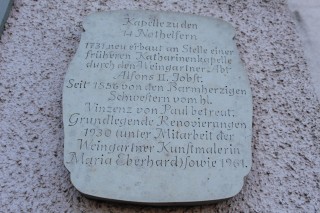 Kapelle zu den
14 Nothelfern
1731 neu erbaut an Stelle einer
früheren Katharinenkapelle
durch den Weingartner Abt
Alfons II. Jobst.
Seit 1856 von den Barmherzigen
Schwestern vom hl.
Vinzenz von Paul betreut.
Grundlegende Renovierungen
1930 (unter Mitarbeit der
Weingartner Kunstmalerin
Maria Eberhard) sowie 1961.